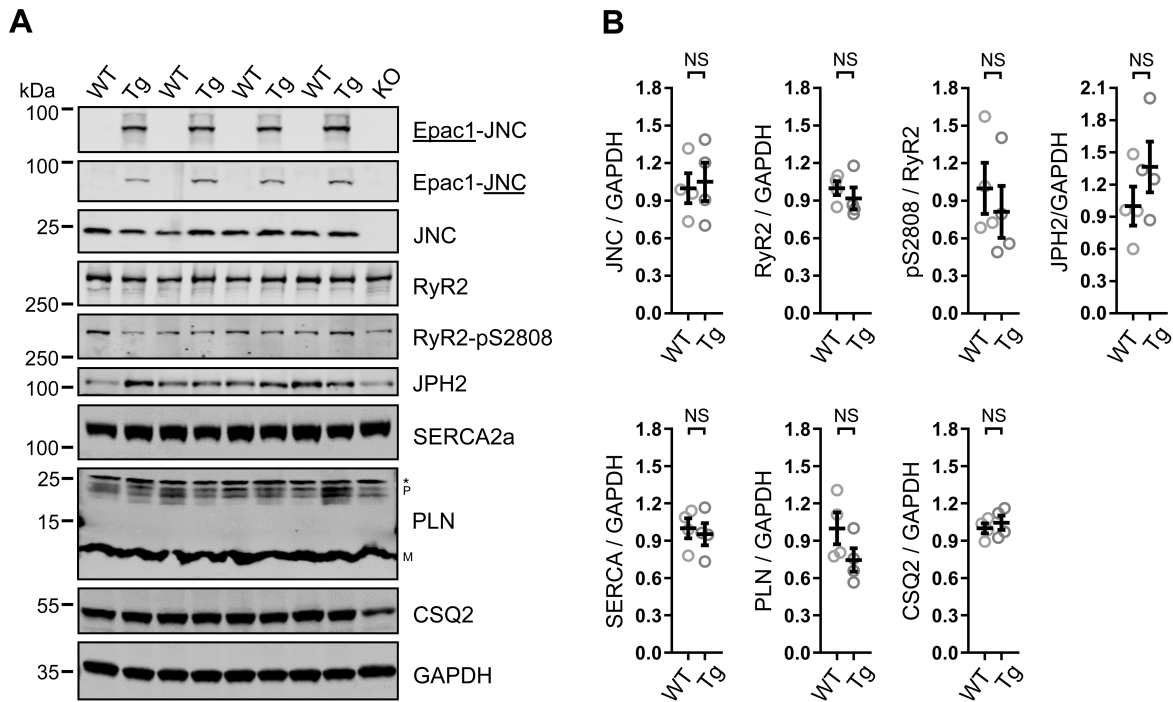 A
kDa
WT Tg WT Tg WT Tg WT Tg KO
100
Epac1-JNC
100
Epac1-JNC
25
JNC
RyR2
250
RyR2-pS2808
250
100
JPH2
SERCA2a
100
25
*
P
15
PLN
M
55
CSQ2
35
GAPDH
B
NS
1.8
1.5
1.2
0.9
0.6
0.3
0.0
JNC / GAPDH
WT Tg
NS
1.8
1.5
1.2
0.9
0.6
0.3
0.0
RyR2 / GAPDH
WT Tg
NS
1.8
1.5
1.2
0.9
0.6
0.3
0.0
pS2808 / RyR2
WT Tg
NS
2.1
1.8
1.5
1.2
0.9
0.6
0.3
0.0
JPH2/GAPDH
WT Tg
NS
1.8
1.5
1.2
0.9
0.6
0.3
0.0
SERCA / GAPDH
WT Tg
NS
1.8
1.5
1.2
0.9
0.6
0.3
0.0
PLN / GAPDH
WT Tg
NS
1.8
1.5
1.2
0.9
0.6
0.3
0.0
CSQ2 / GAPDH
WT Tg